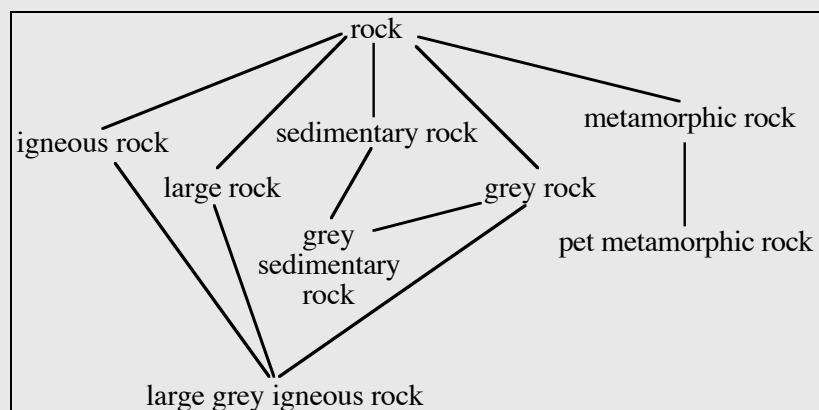 rock
metamorphic rock
sedimentary rock
igneous rock
large rock
grey rock
grey
sedimentary
rock
pet metamorphic rock
large grey igneous rock